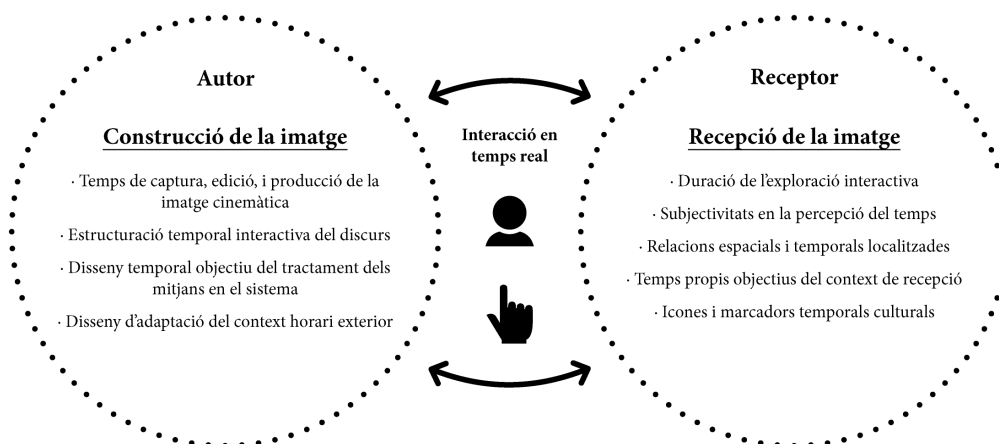 Autor
Construcció de la imatge
· Temps de captura, edició, i producció de la
imatge cinemàtica
· Estructuració temporal interactiva del discurs
· Disseny temporal objectiu del tractament dels
mitjans en el sistema
· Disseny d'adaptació del context horari exterior
Interacció en
temps real
Receptor
Recepció de la imatge
· Duració de l'exploració interactiva
· Subjectivitats en la percepció del temps
· Relacions espacials i temporals localitzades
· Temps propis objectius del context de recepció
· Icones i marcadors temporals culturals